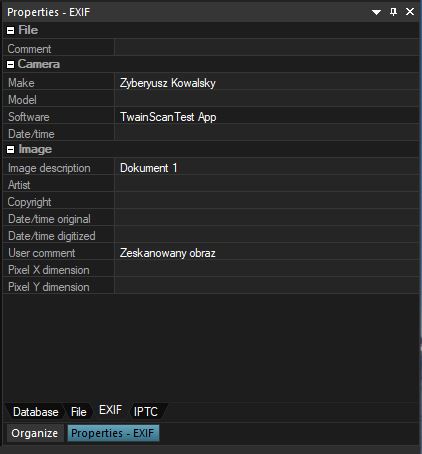 Properties - EXIF
File
Comment
Camera
Make Zyberyusz Kowalsky
Model
Software TwainScanTest App
Date/time
Image
Image description Dokument 1
Artist
Copyright
Date/time original
Date/time digitized
User comment Zeskanowany obraz
Pixel X dimension
Pixel Y dimension
Database File EXIF IPTC
Organize Properties - EXIF